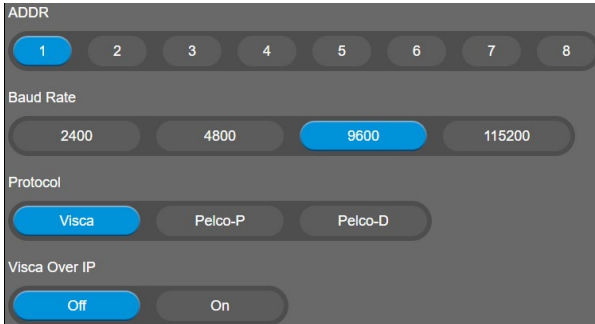 ADDR
1 2 3 4 5 6 7 8
Baud Rate
2400 4800 9600 115200
Protocol
Visca Pelco-P Pelco-D
Visca Over IP
Off On